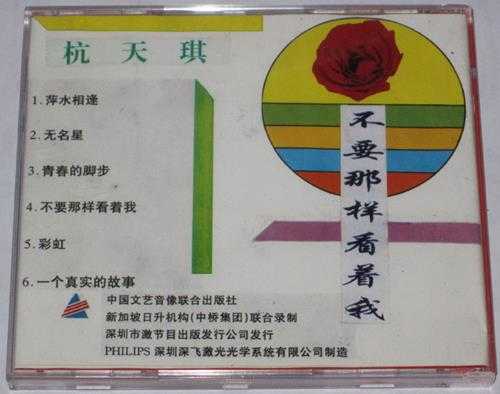 杭天琪
1.萍水相逢
2.无名星
3.青春的脚步
4.不要那样看着我
5.彩虹
6.一个真实的故事
不要那样看着我
中国文艺音像联合出版社
新加坡日升机构(中桥集团)联合录制
深圳市激节目出版发行公司发行
PHILIPS 深圳深飞激光光学系统有限公司制造